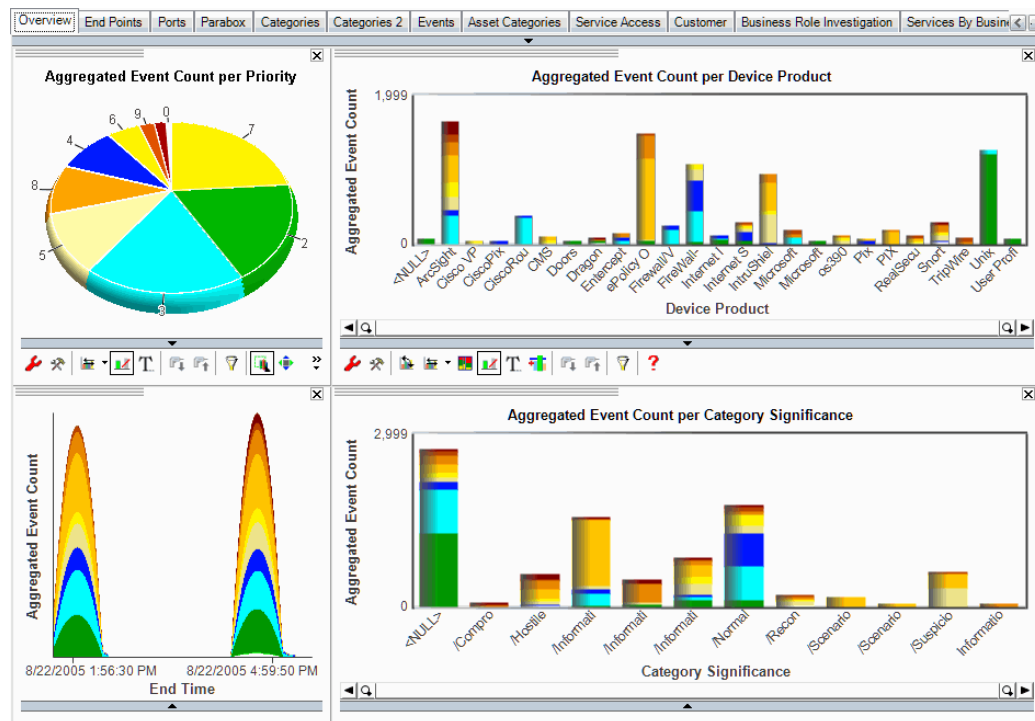 Overview End Points Ports Parabox Categories Categories 2 Events Asset Categories Service Access Customer Business Role Investigation Services By Busine
Aggregated Event Count per Priority
0
9
6
4
8
5
3
2
7
Aggregated Event Count per Device Product
Aggregated Event Count
1,999
0
<NULL> ArcSight Cisco VP CiscoPIX CiscoRou CMS Doors Dragon Entercept ePolicy O Firewall/V FireWall- Internet I Internet S IntruShiel Microsoft Microsoft os390 Pix PIX RealSecu Snort TripWire Unix User Profi
Device Product
T
T
?
Aggregated Event Count
8/22/2005 1:56:30 PM 8/22/2005 4:59:50 PM
End Time
Aggregated Event Count per Category Significance
Aggregated Event Count
2,999
0
<NULL> /Compro /Hostile /Informati /Informati /Informati /Normal /Recon /Scenario /Scenario /Suspicio Informatio
Category Significance